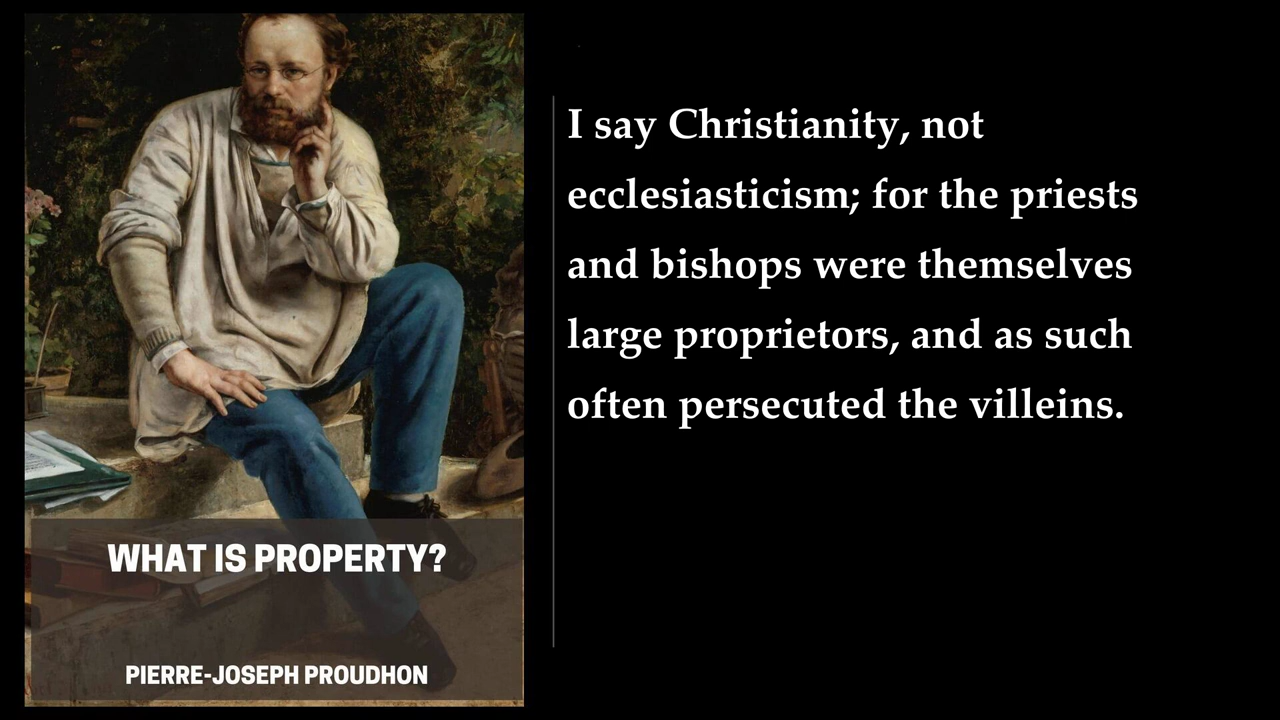 I say Christianity, not
ecclesiasticism; for the priests
and bishops were themselves
large proprietors, and as such
often persecuted the villeins.
WHAT IS PROPERTY?
PIERRE-JOSEPH PROUDHON